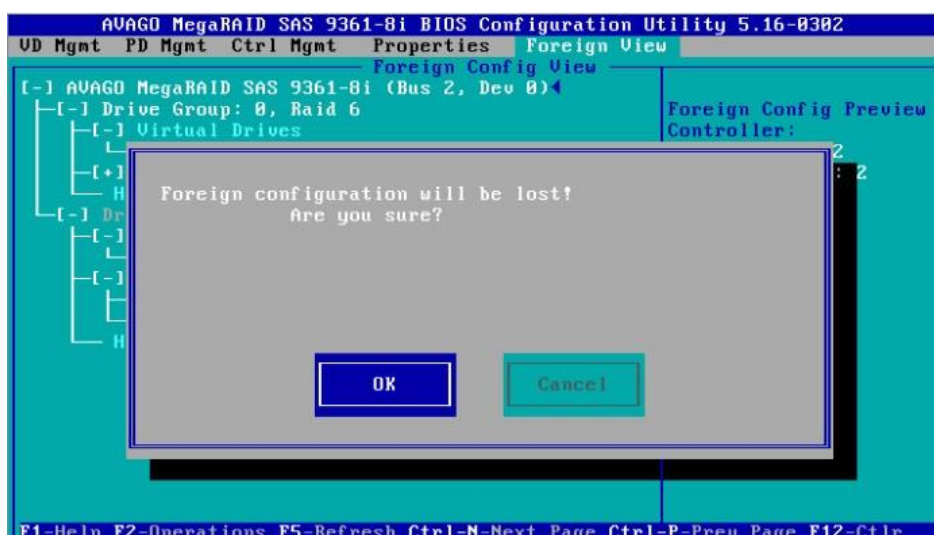 AVAGO MegaRAID SAS 9361-8i BIOS Configuration Utility 5.16-0302
VD Mgmt PD Mgmt Ctrl Mgmt Properties Foreign View
Foreign Config View
[-] AVAGO MegaRAID SAS 9361-8i (Bus 2, Dev 0)
[-] Drive Group: 0, Raid 6
Foreign Config Preview
[-] Virtual Drives
Controller:
2
[+]
: 2
H
Foreign configuration will be lost!
[-] Dr
Are you sure?
[-]
[-]
H
OK
Cancel
F1-Help F2-Operations F5-Refresh Ctrl-N-Next Page Ctrl-P-Prev Page F12-Ctlr